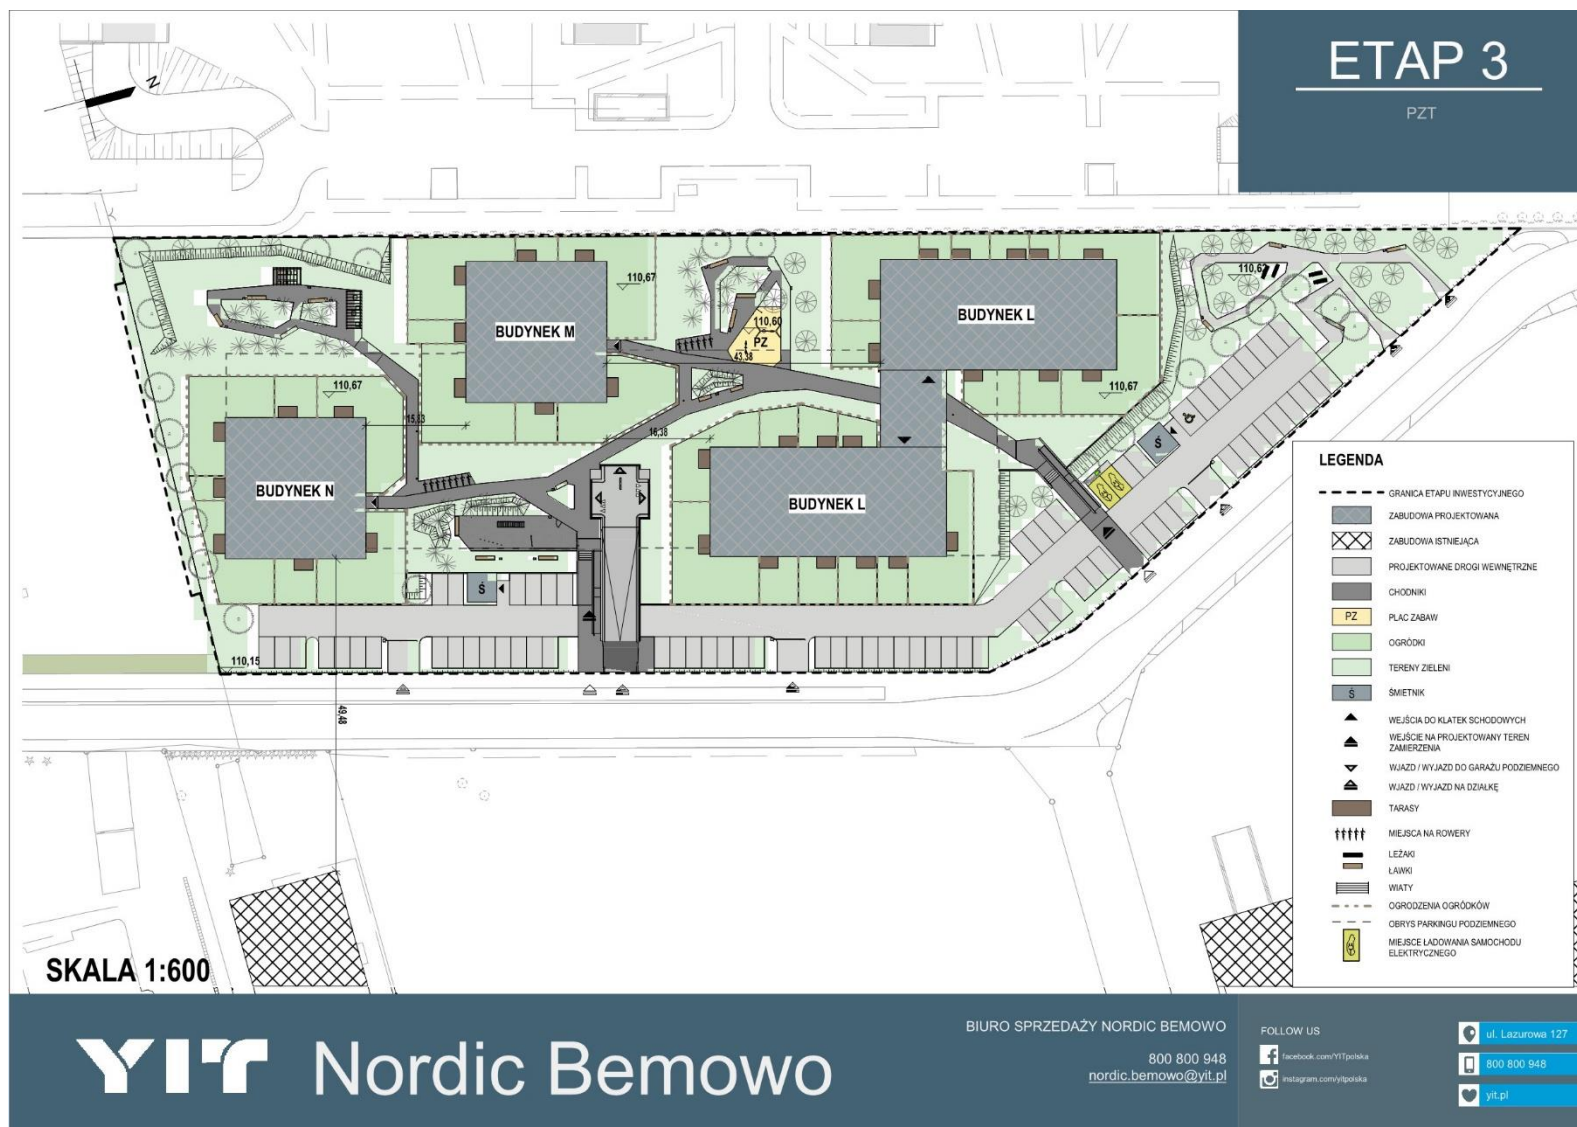 ETAP 3
PZT
N
110,67
110,60
PZ
43,38
110,67
BUDYNEK M
BUDYNEK L
110,67
110,67
15,83
16,38
BUDYNEK N
BUDYNEK L
Ś
Ś
110,15
49,48
SKALA 1:600
LEGENDA
GRANICA ETAPU INWESTYCYJNEGO
ZABUDOWA PROJEKTOWANA
ZABUDOWA ISTNIEJĄCA
PROJEKTOWANE DROGI WEWNĘTRZNE
CHODNIKI
PZ PLAC ZABAW
OGRÓDKI
TERENY ZIELENI
Ś ŚMIETNIK
WEJŚCIA DO KLATEK SCHODOWYCH
WEJŚCIE NA PROJEKTOWANY TEREN
ZAMIERZENIA
WJAZD / WYJAZD DO GARAŻU PODZIEMNEGO
WJAZD / WYJAZD NA DZIAŁKĘ
TARASY
MIEJSCA NA ROWERY
LEŻAKI
ŁAWKI
WIATY
OGRODZENIA OGRÓDKÓW
OBRYS PARKINGU PODZIEMNEGO
MIEJSCE ŁADOWANIA SAMOCHODU
ELEKTRYCZNEGO
YIT Nordic Bemowo
BIURO SPRZEDAŻY NORDIC BEMOWO
800 800 948
nordic.bemowo@yit.pl
FOLLOW US
facebook.com/YITpolska
instagram.com/yitpolska
ul. Lazurowa 127
800 800 948
yit.pl